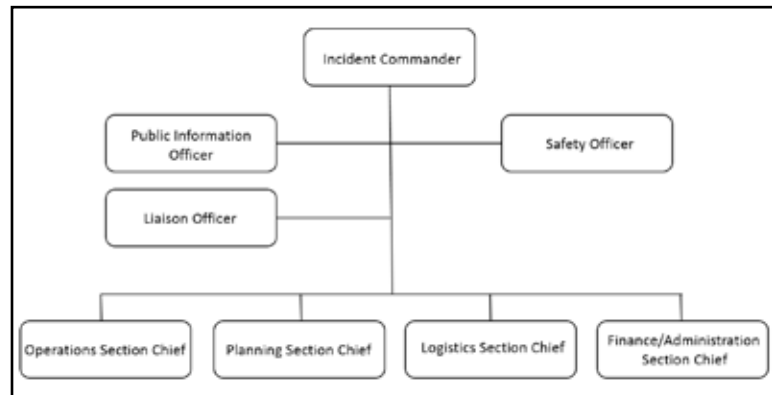 Incident Commander
Public Information
Officer
Safety Officer
Liaison Officer
Operations Section Chief
Planning Section Chief
Logistics Section Chief
Finance/Administration
Section Chief